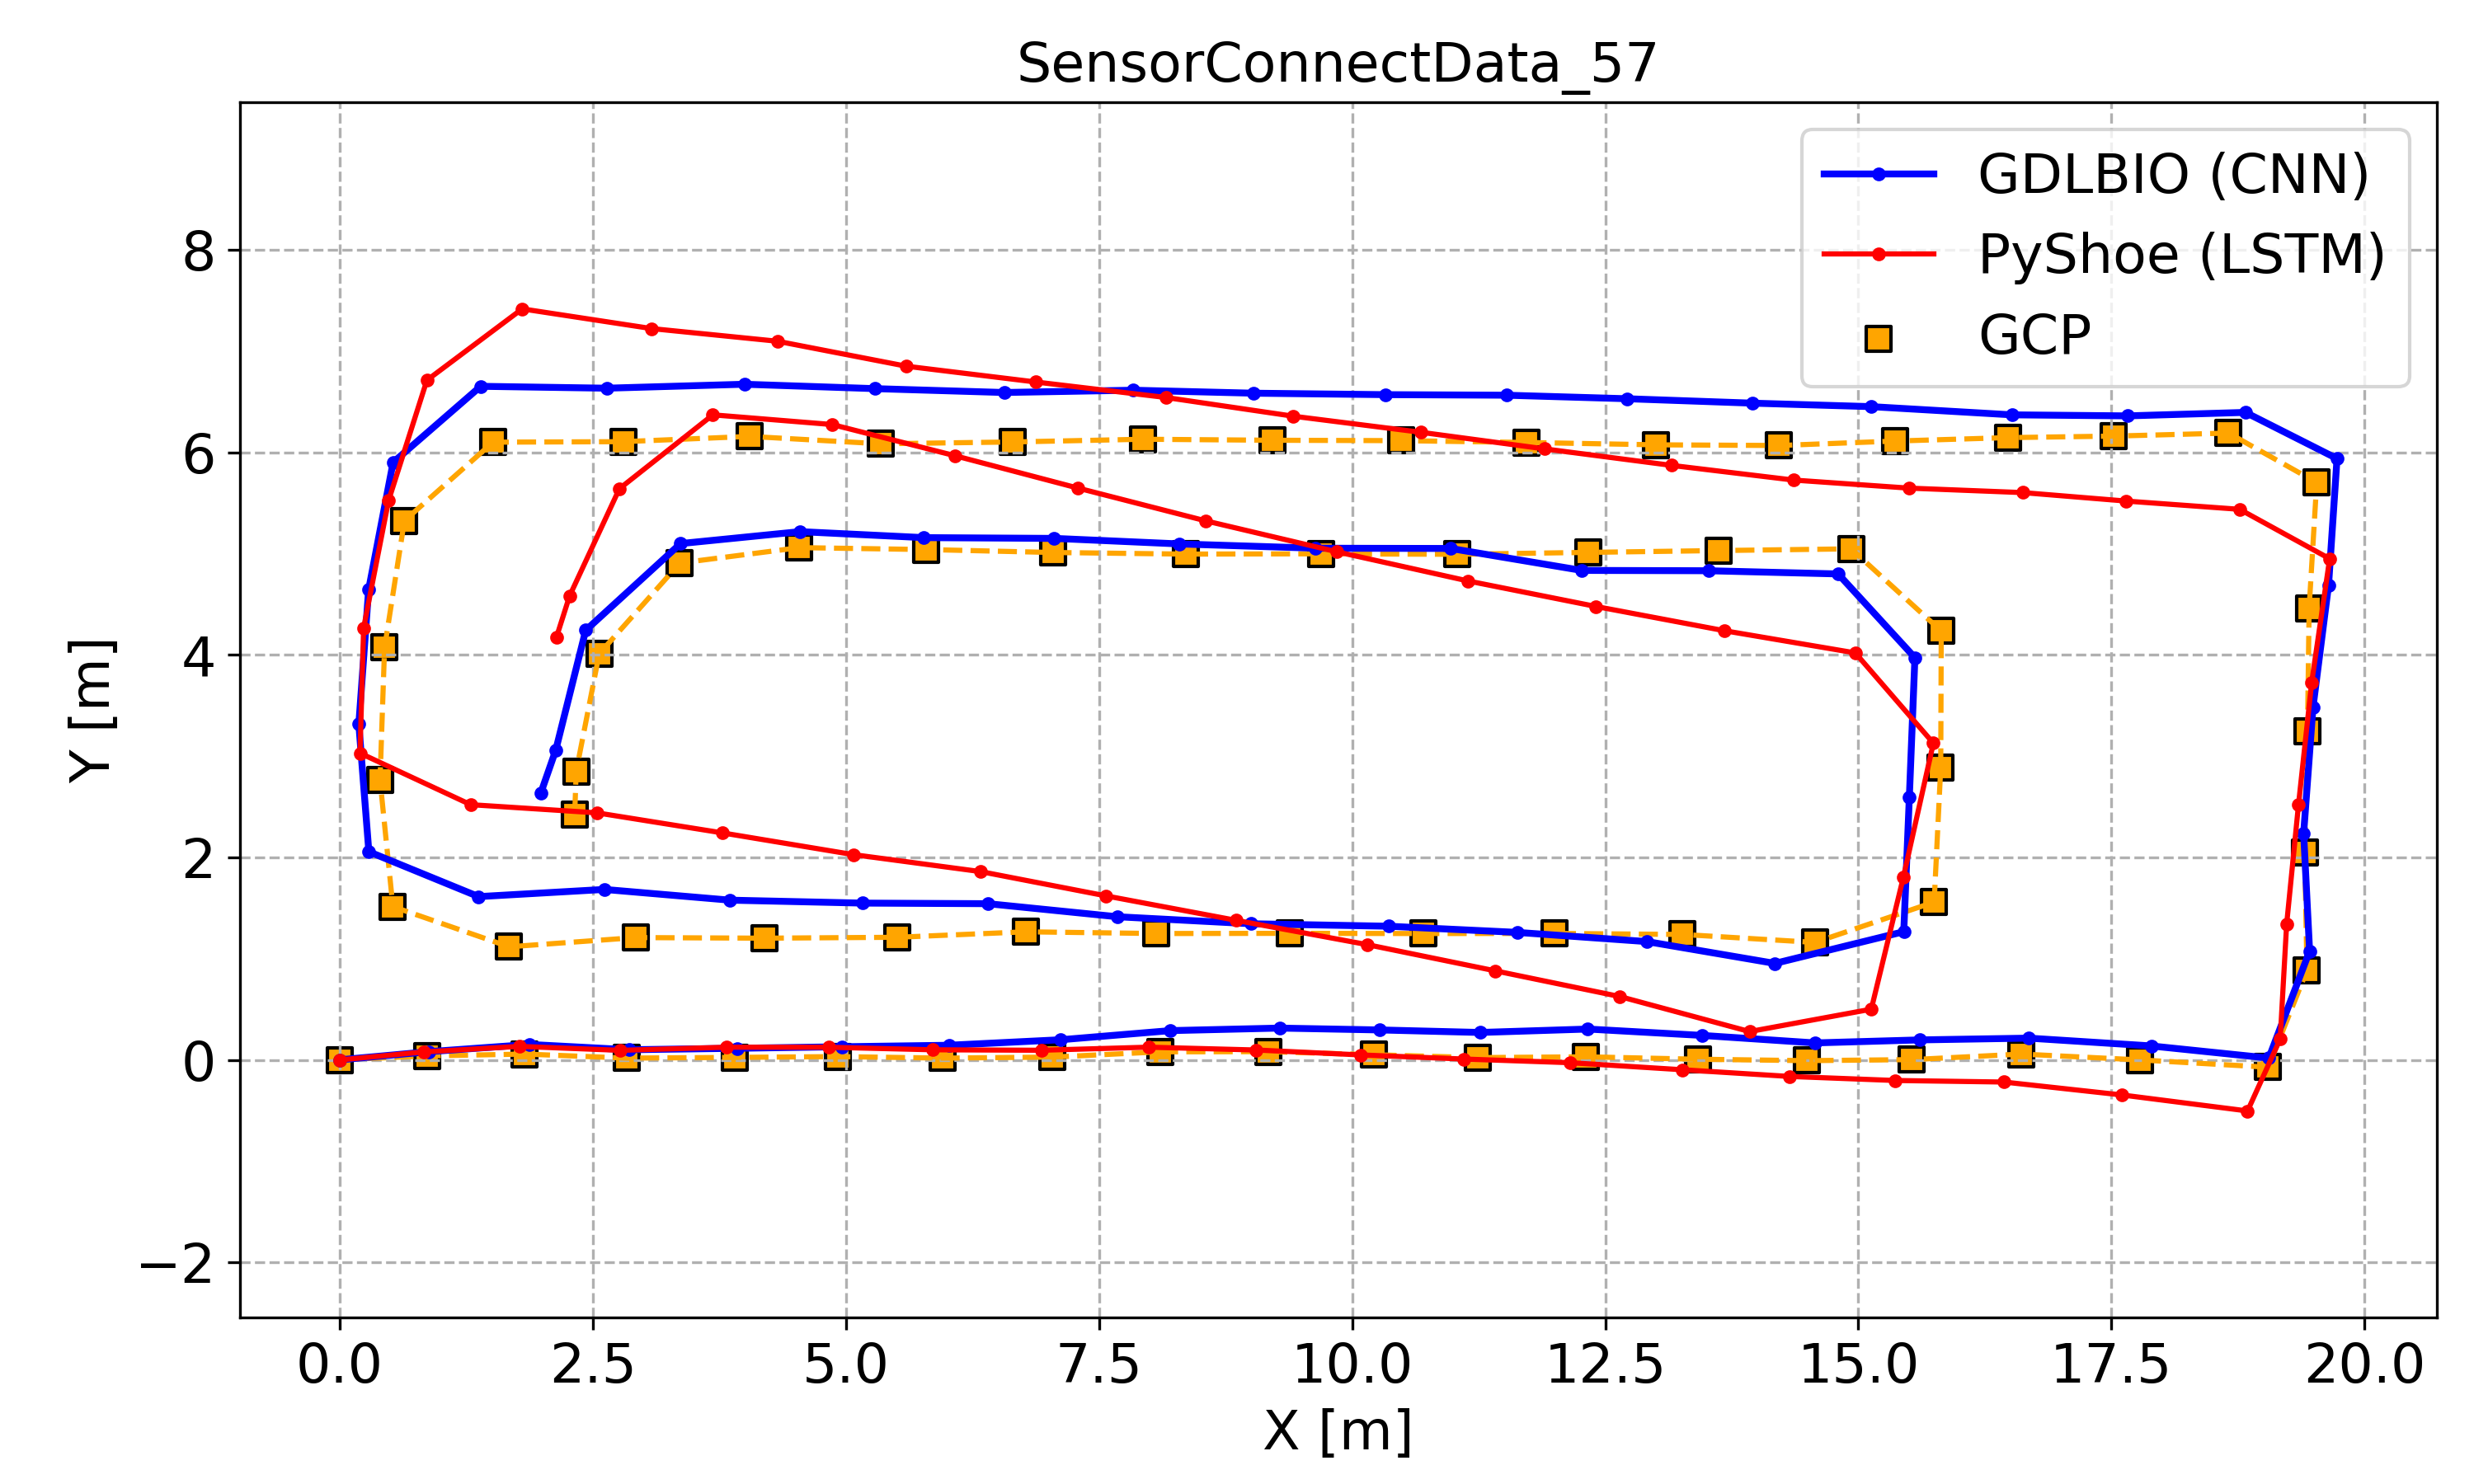 SensorConnectData_57
GDLBIO (CNN)
PyShoe (LSTM)
GCP
Y [m]
8
6
4
2
0
−2
0.0 2.5 5.0 7.5 10.0 12.5 15.0 17.5 20.0
X [m]